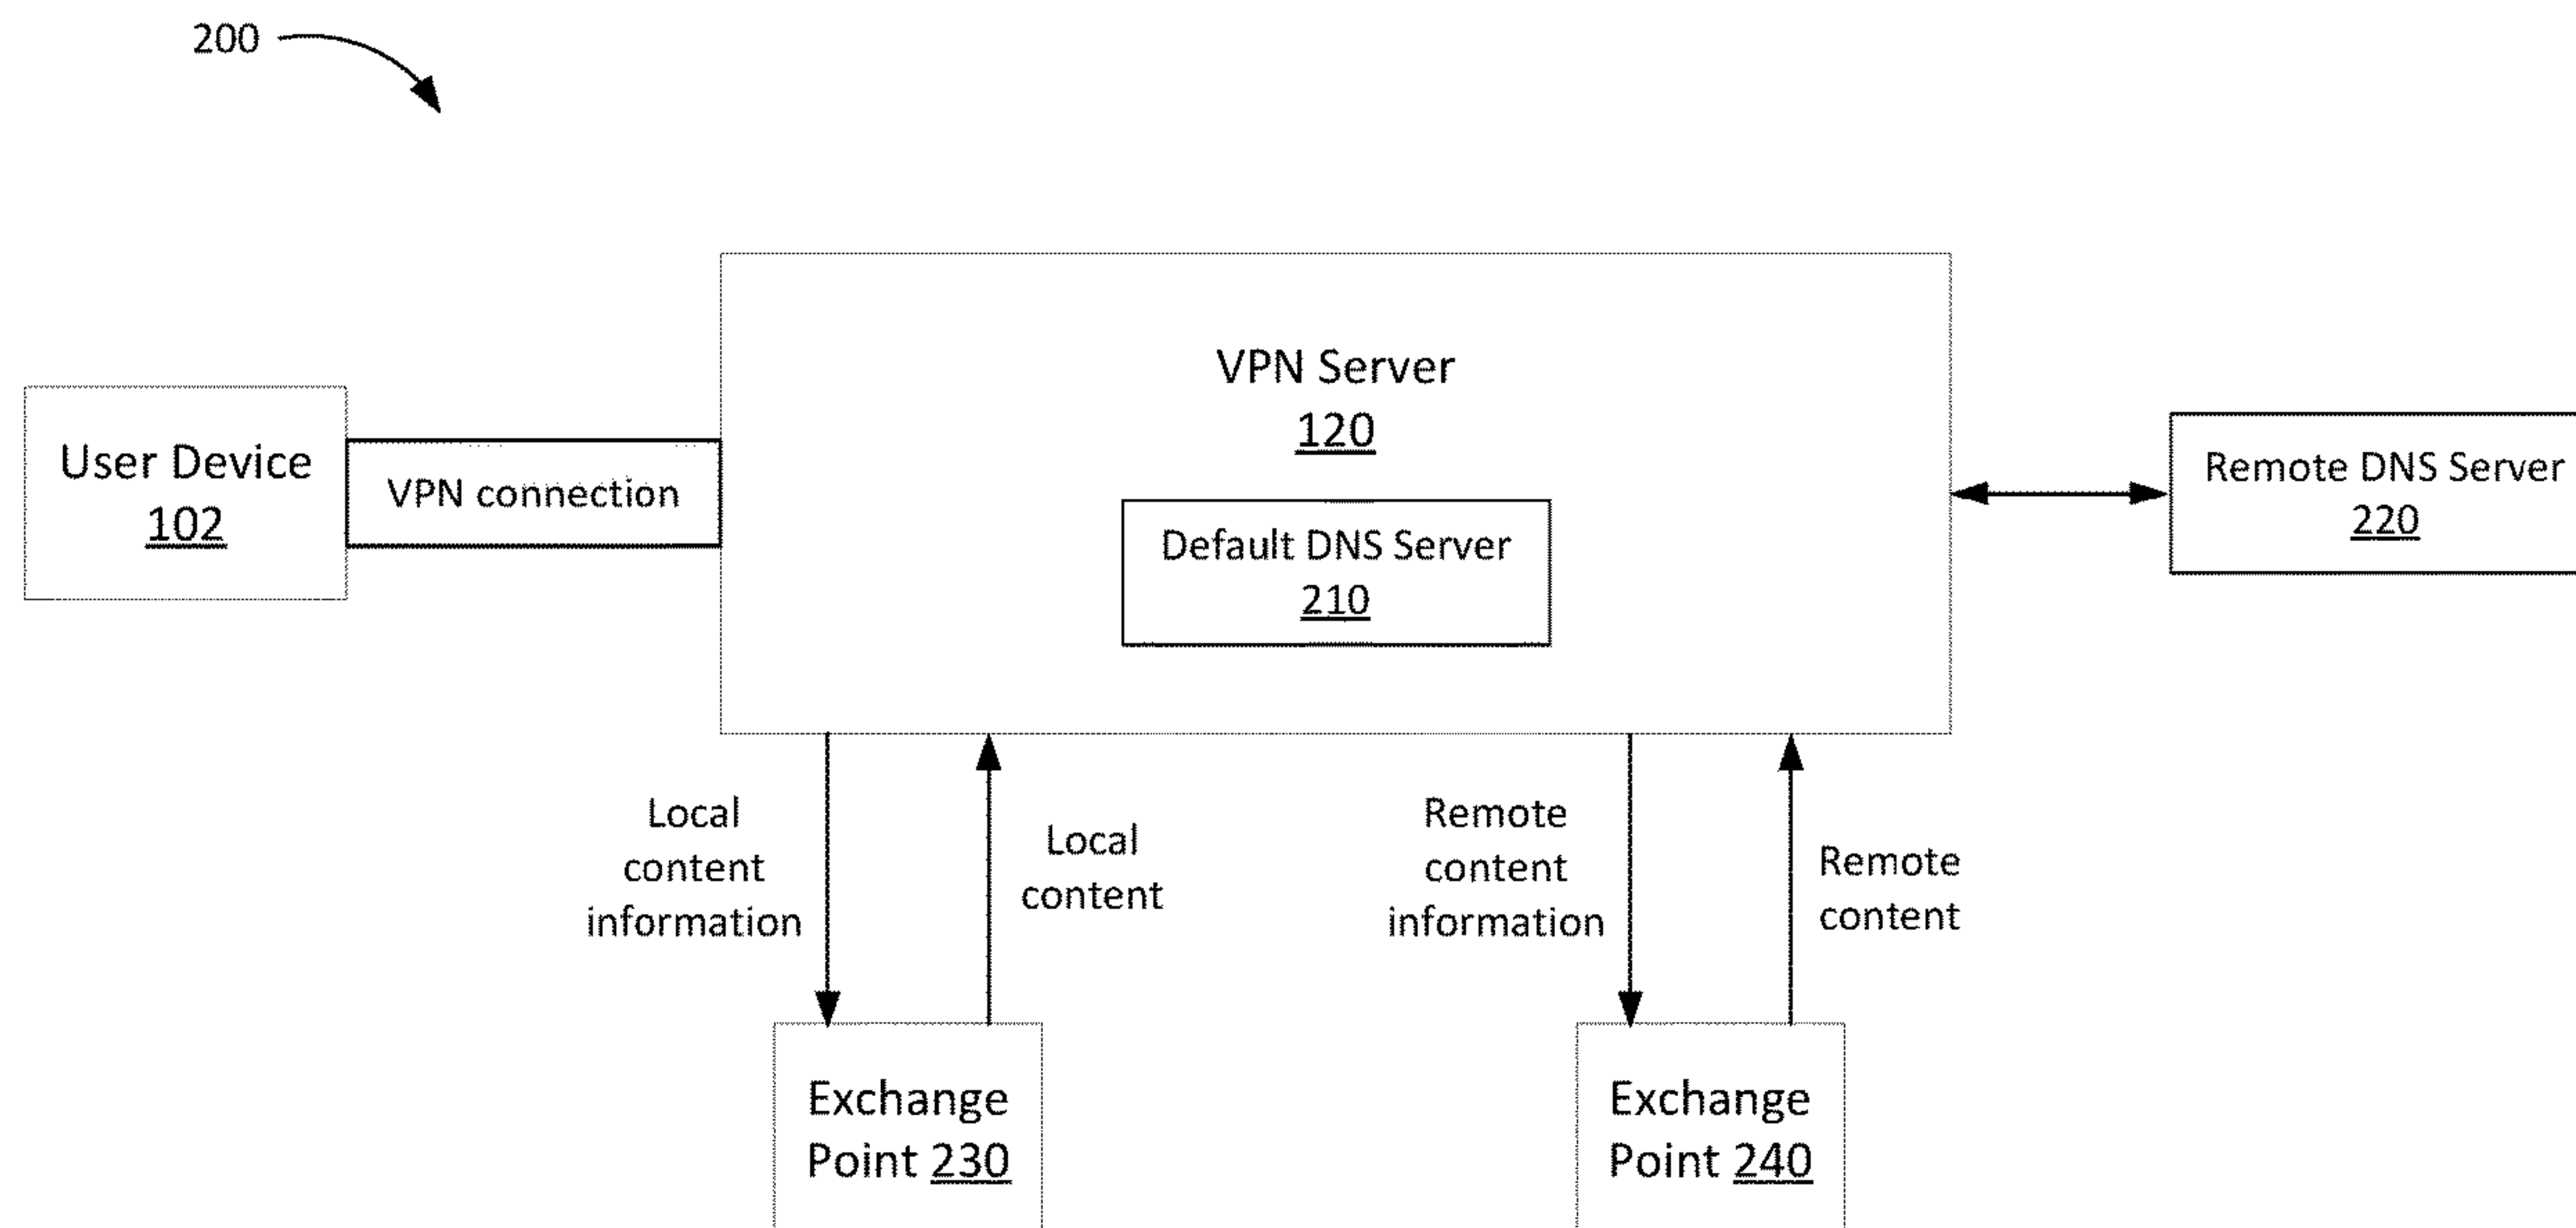 200
VPN Server
120
User Device
102
VPN connection
Default DNS Server
210
Remote DNS Server
220
Local
content
information
Local
content
Remote
content
information
Remote
content
Exchange
Point 230
Exchange
Point 240